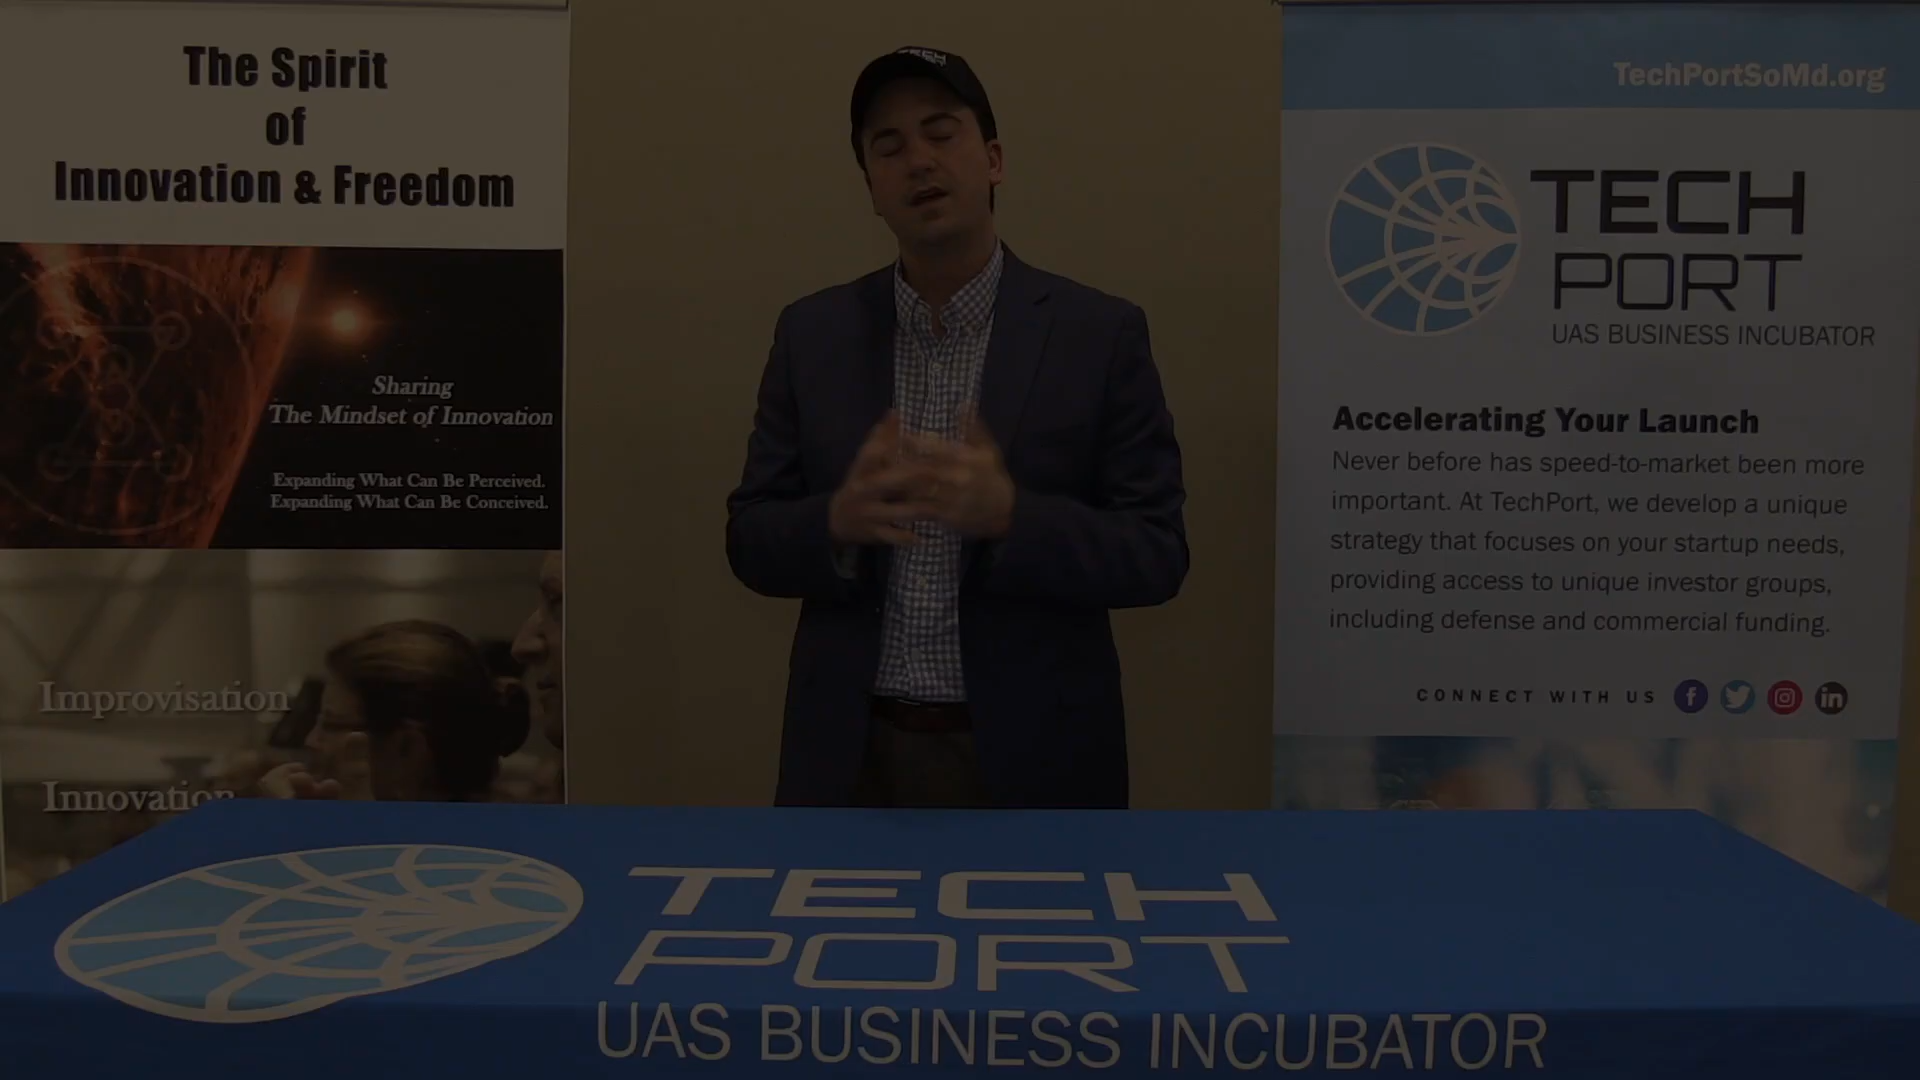 The Spirit
of
Innovation & Freedom
Sharing
The Mindset of Innovation
Expanding What Can Be Perceived.
Expanding What Can Be Conceived.
Improvisation
Innovation
TECH
TechPortSoMd.org
TECH
PORT
UAS BUSINESS INCUBATOR
Accelerating Your Launch
Never before has speed-to-market been more
important. At TechPort, we develop a unique
strategy that focuses on your startup needs,
providing access to unique investor groups,
including defense and commercial funding.
CONNECT WITH US f in
TECH
PORT
UAS BUSINESS INCUBATOR